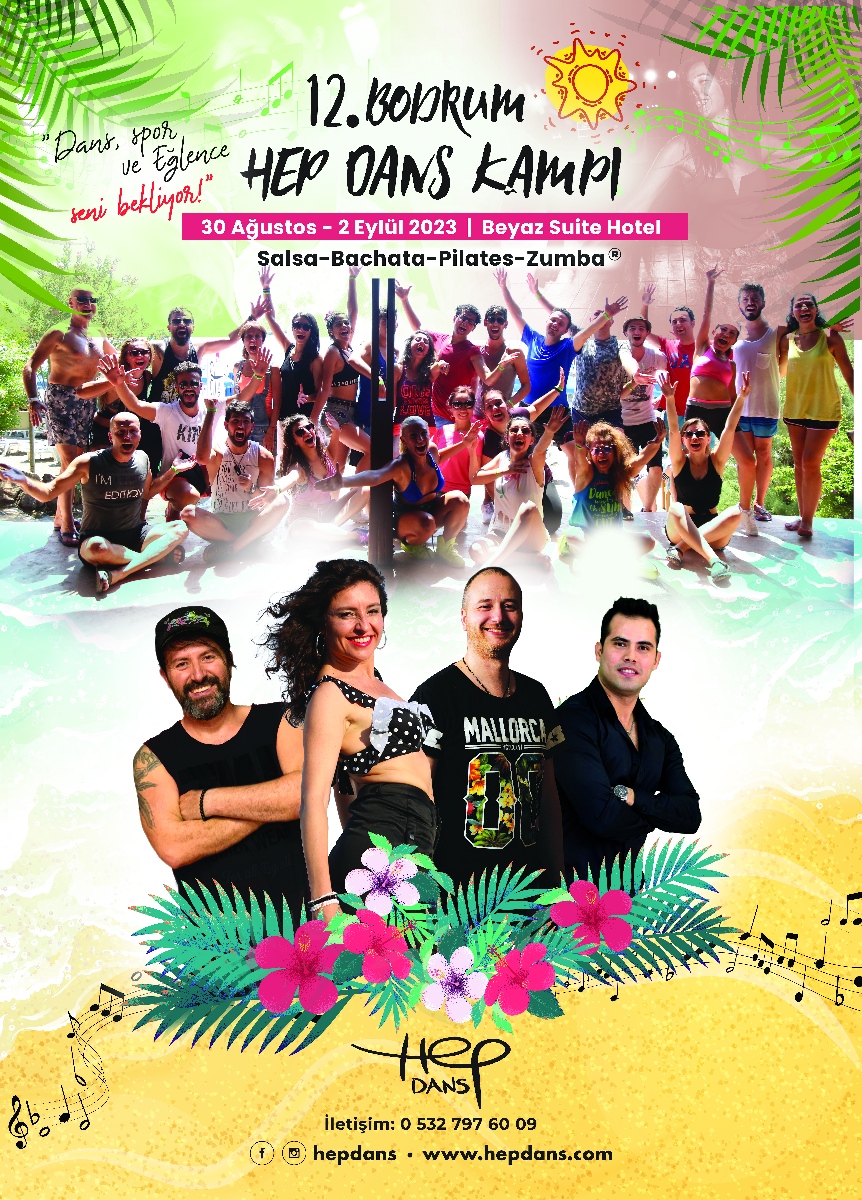 12. BODRUM
HEP DANS KAMPI
"Dans, spor
ve Eğlence
seni bekliyor!"
30 Ağustos - 2 Eylül 2023 | Beyaz Suite Hotel
Salsa-Bachata-Pilates-Zumba®
I'M
EDITION
MALLORCA
Hep
DANS
İletişim: 0 532 797 60 09
hepdans • www.hepdans.com